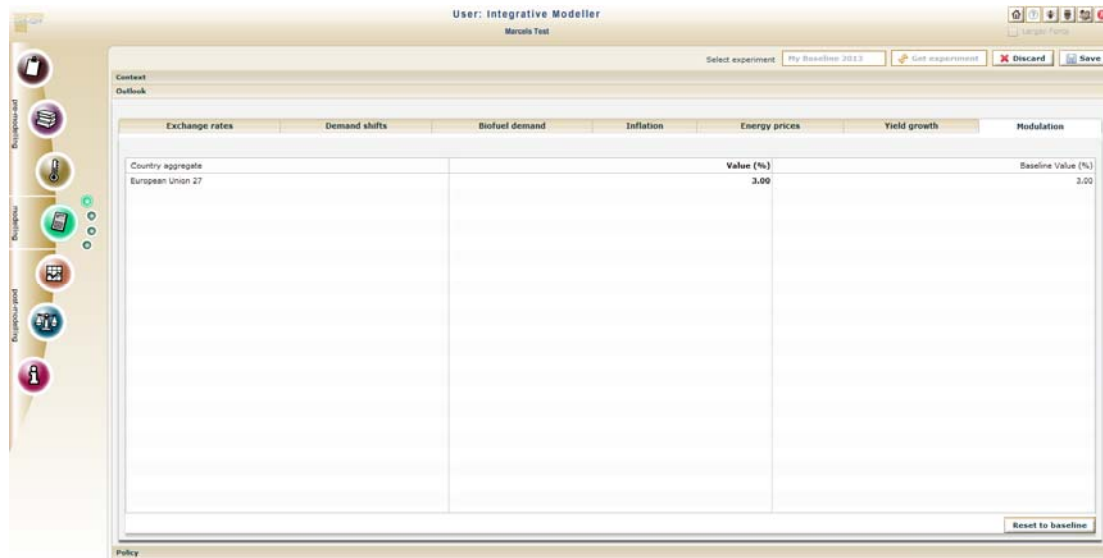 User: Integrative Modeller
Marcels Test
Large Fonts
Select experiment My Baseline 2013 Get experiment Discard Save
Context
Outlook
Exchange rates Demand shifts Biofuel demand Inflation Energy prices Yield growth Modulation
Country aggregate Value (%) Baseline Value (%)
European Union 27 3.00 3.00
Reset to baseline
Policy
pre-modelling
modelling
post-modelling